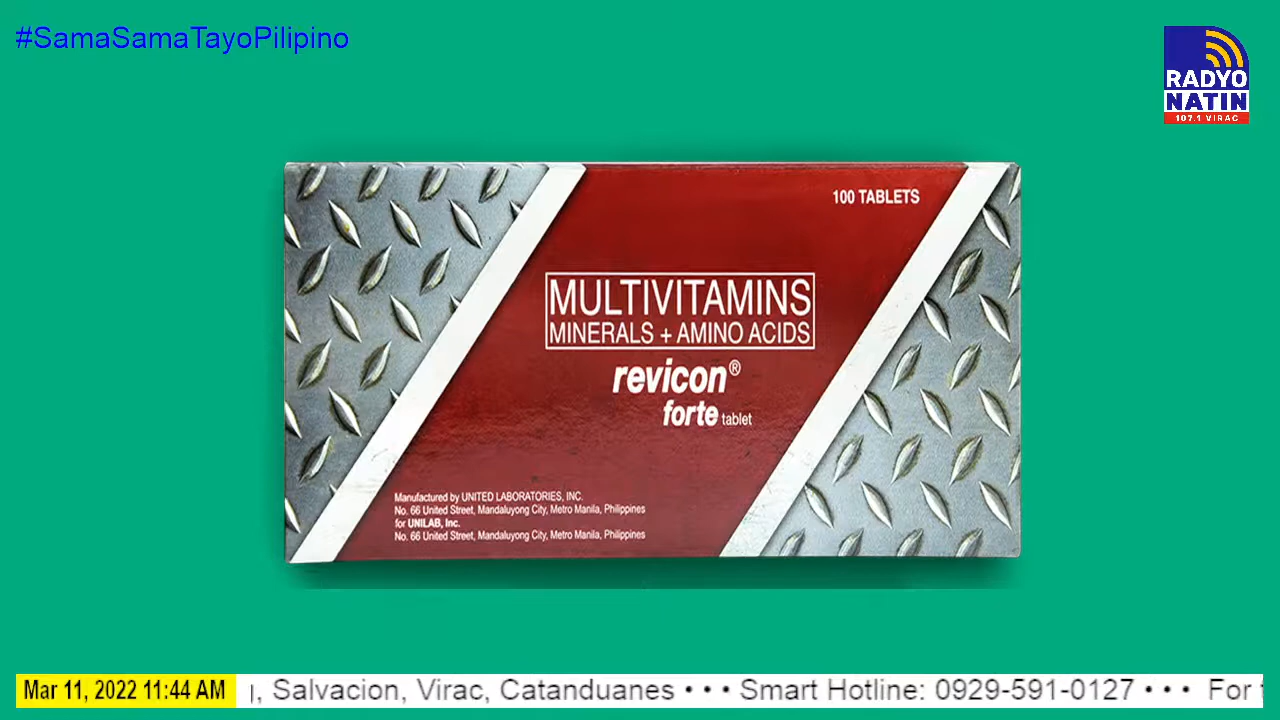 #SamaSamaTayoPilipino
RADYO
NATIN
107.1 VIRAC
100 TABLETS
MULTIVITAMINS
MINERALS + AMINO ACIDS
revicon®
forte tablet
Manufactured by UNITED LABORATORIES, INC.
No. 66 United Street, Mandaluyong City, Metro Manila, Philippines
for UNILAB, Inc.
No. 66 United Street, Mandaluyong City, Metro Manila, Philippines
Mar 11, 2022 11:44 AM
, Salvacion, Virac, Catanduanes • • • Smart Hotline: 0929-591-0127 • • • For